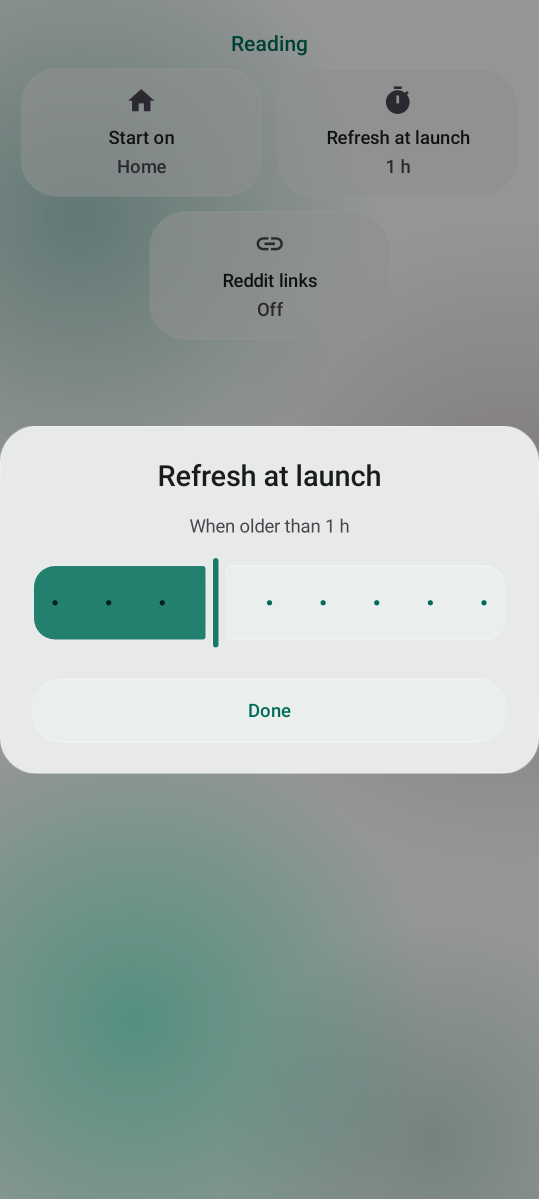 Reading
Start on
Home
Refresh at launch
1 h
Reddit links
Off
Refresh at launch
When older than 1 h
Done